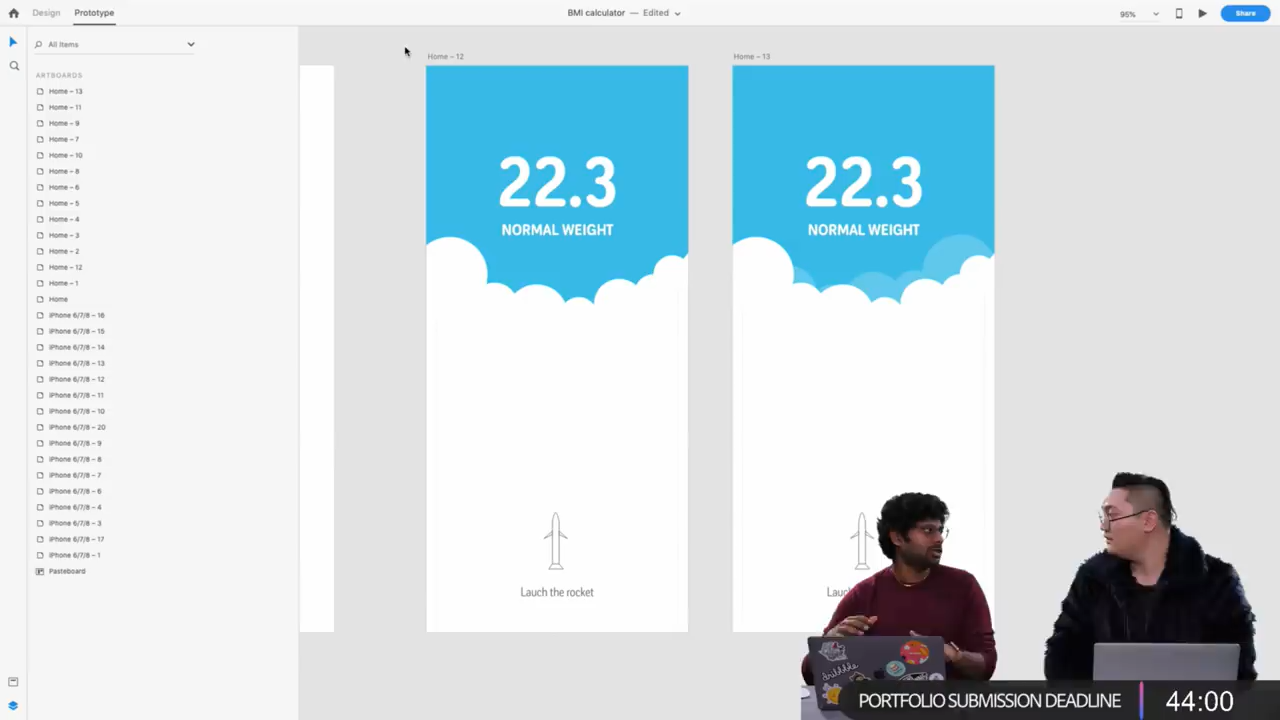 Design
Prototype
BMI calculator — Edited
95%
Share
All Items
ARTBOARDS
Home – 13
Home – 11
Home – 9
Home – 7
Home – 10
Home – 8
Home – 6
Home – 5
Home – 4
Home – 3
Home – 2
Home – 12
Home – 1
Home
iPhone 6/7/8 – 16
iPhone 6/7/8 – 15
iPhone 6/7/8 – 14
iPhone 6/7/8 – 13
iPhone 6/7/8 – 12
iPhone 6/7/8 – 11
iPhone 6/7/8 – 10
iPhone 6/7/8 – 20
iPhone 6/7/8 – 9
iPhone 6/7/8 – 8
iPhone 6/7/8 – 7
iPhone 6/7/8 – 6
iPhone 6/7/8 – 4
iPhone 6/7/8 – 3
iPhone 6/7/8 – 17
iPhone 6/7/8 – 1
Pasteboard
Home – 12
22.3
NORMAL WEIGHT
Lauch the rocket
Home – 13
22.3
NORMAL WEIGHT
Lauc
dribbble
PORTFOLIO SUBMISSION DEADLINE
44:00